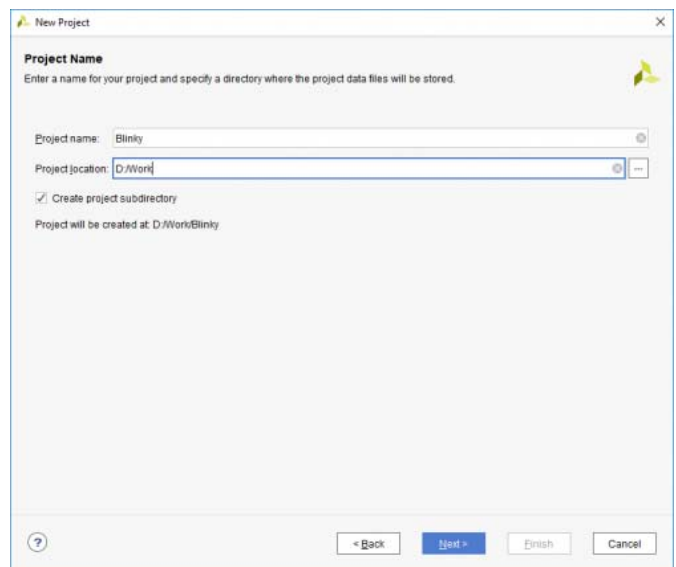 New Project
Project Name
Enter a name for your project and specify a directory where the project data files will be stored.
Project name: Blinky
Project location: D:/Work
...
Create project subdirectory
Project will be created at: D:/Work/Blinky
?
< Back
Next >
Finish
Cancel